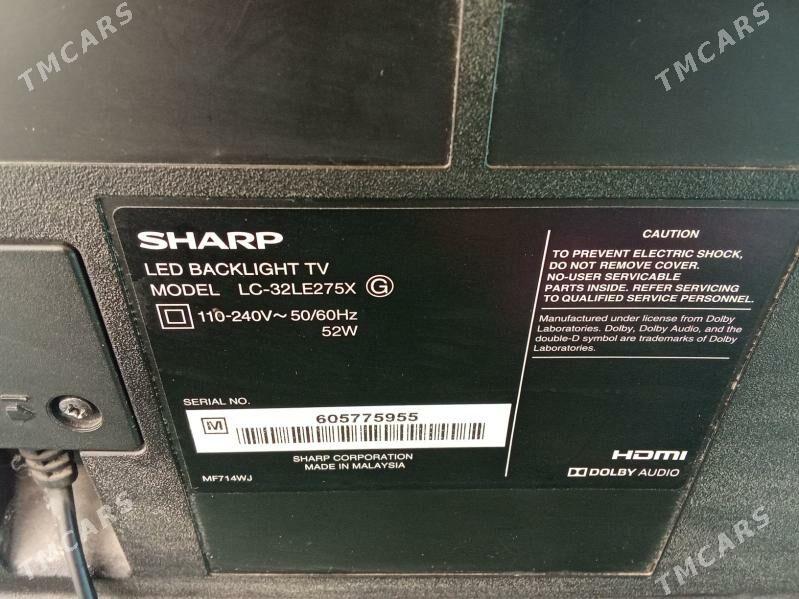 TMCARS
TMCARS
SHARP
LED BACKLIGHT TV
MODEL LC-32LE275X G
110-240V~ 50/60Hz
52W
SERIAL NO.
M 605775955
SHARP CORPORATION
MADE IN MALAYSIA
MF714WJ
CAUTION
TO PREVENT ELECTRIC SHOCK,
DO NOT REMOVE COVER.
NO-USER SERVICABLE
PARTS INSIDE. REFER SERVICING
TO QUALIFIED SERVICE PERSONNEL.
Manufactured under license from Dolby
Laboratories. Dolby, Dolby Audio, and the
double-D symbol are trademarks of Dolby
Laboratories.
HDMI
DOLBY AUDIO
TMCARS
TMCARS